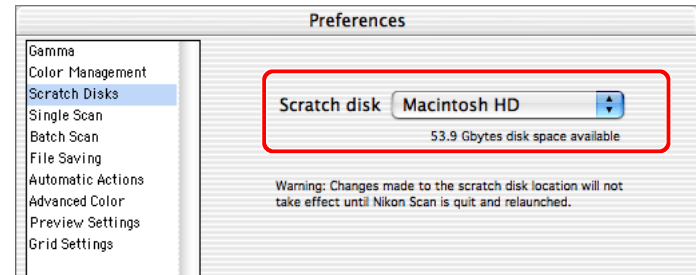 Preferences
Gamma
Color Management
Scratch Disks
Single Scan
Batch Scan
File Saving
Automatic Actions
Advanced Color
Preview Settings
Grid Settings
Scratch disk Macintosh HD
53.9 Gbytes disk space available
Warning: Changes made to the scratch disk location will not
take effect until Nikon Scan is quit and relaunched.